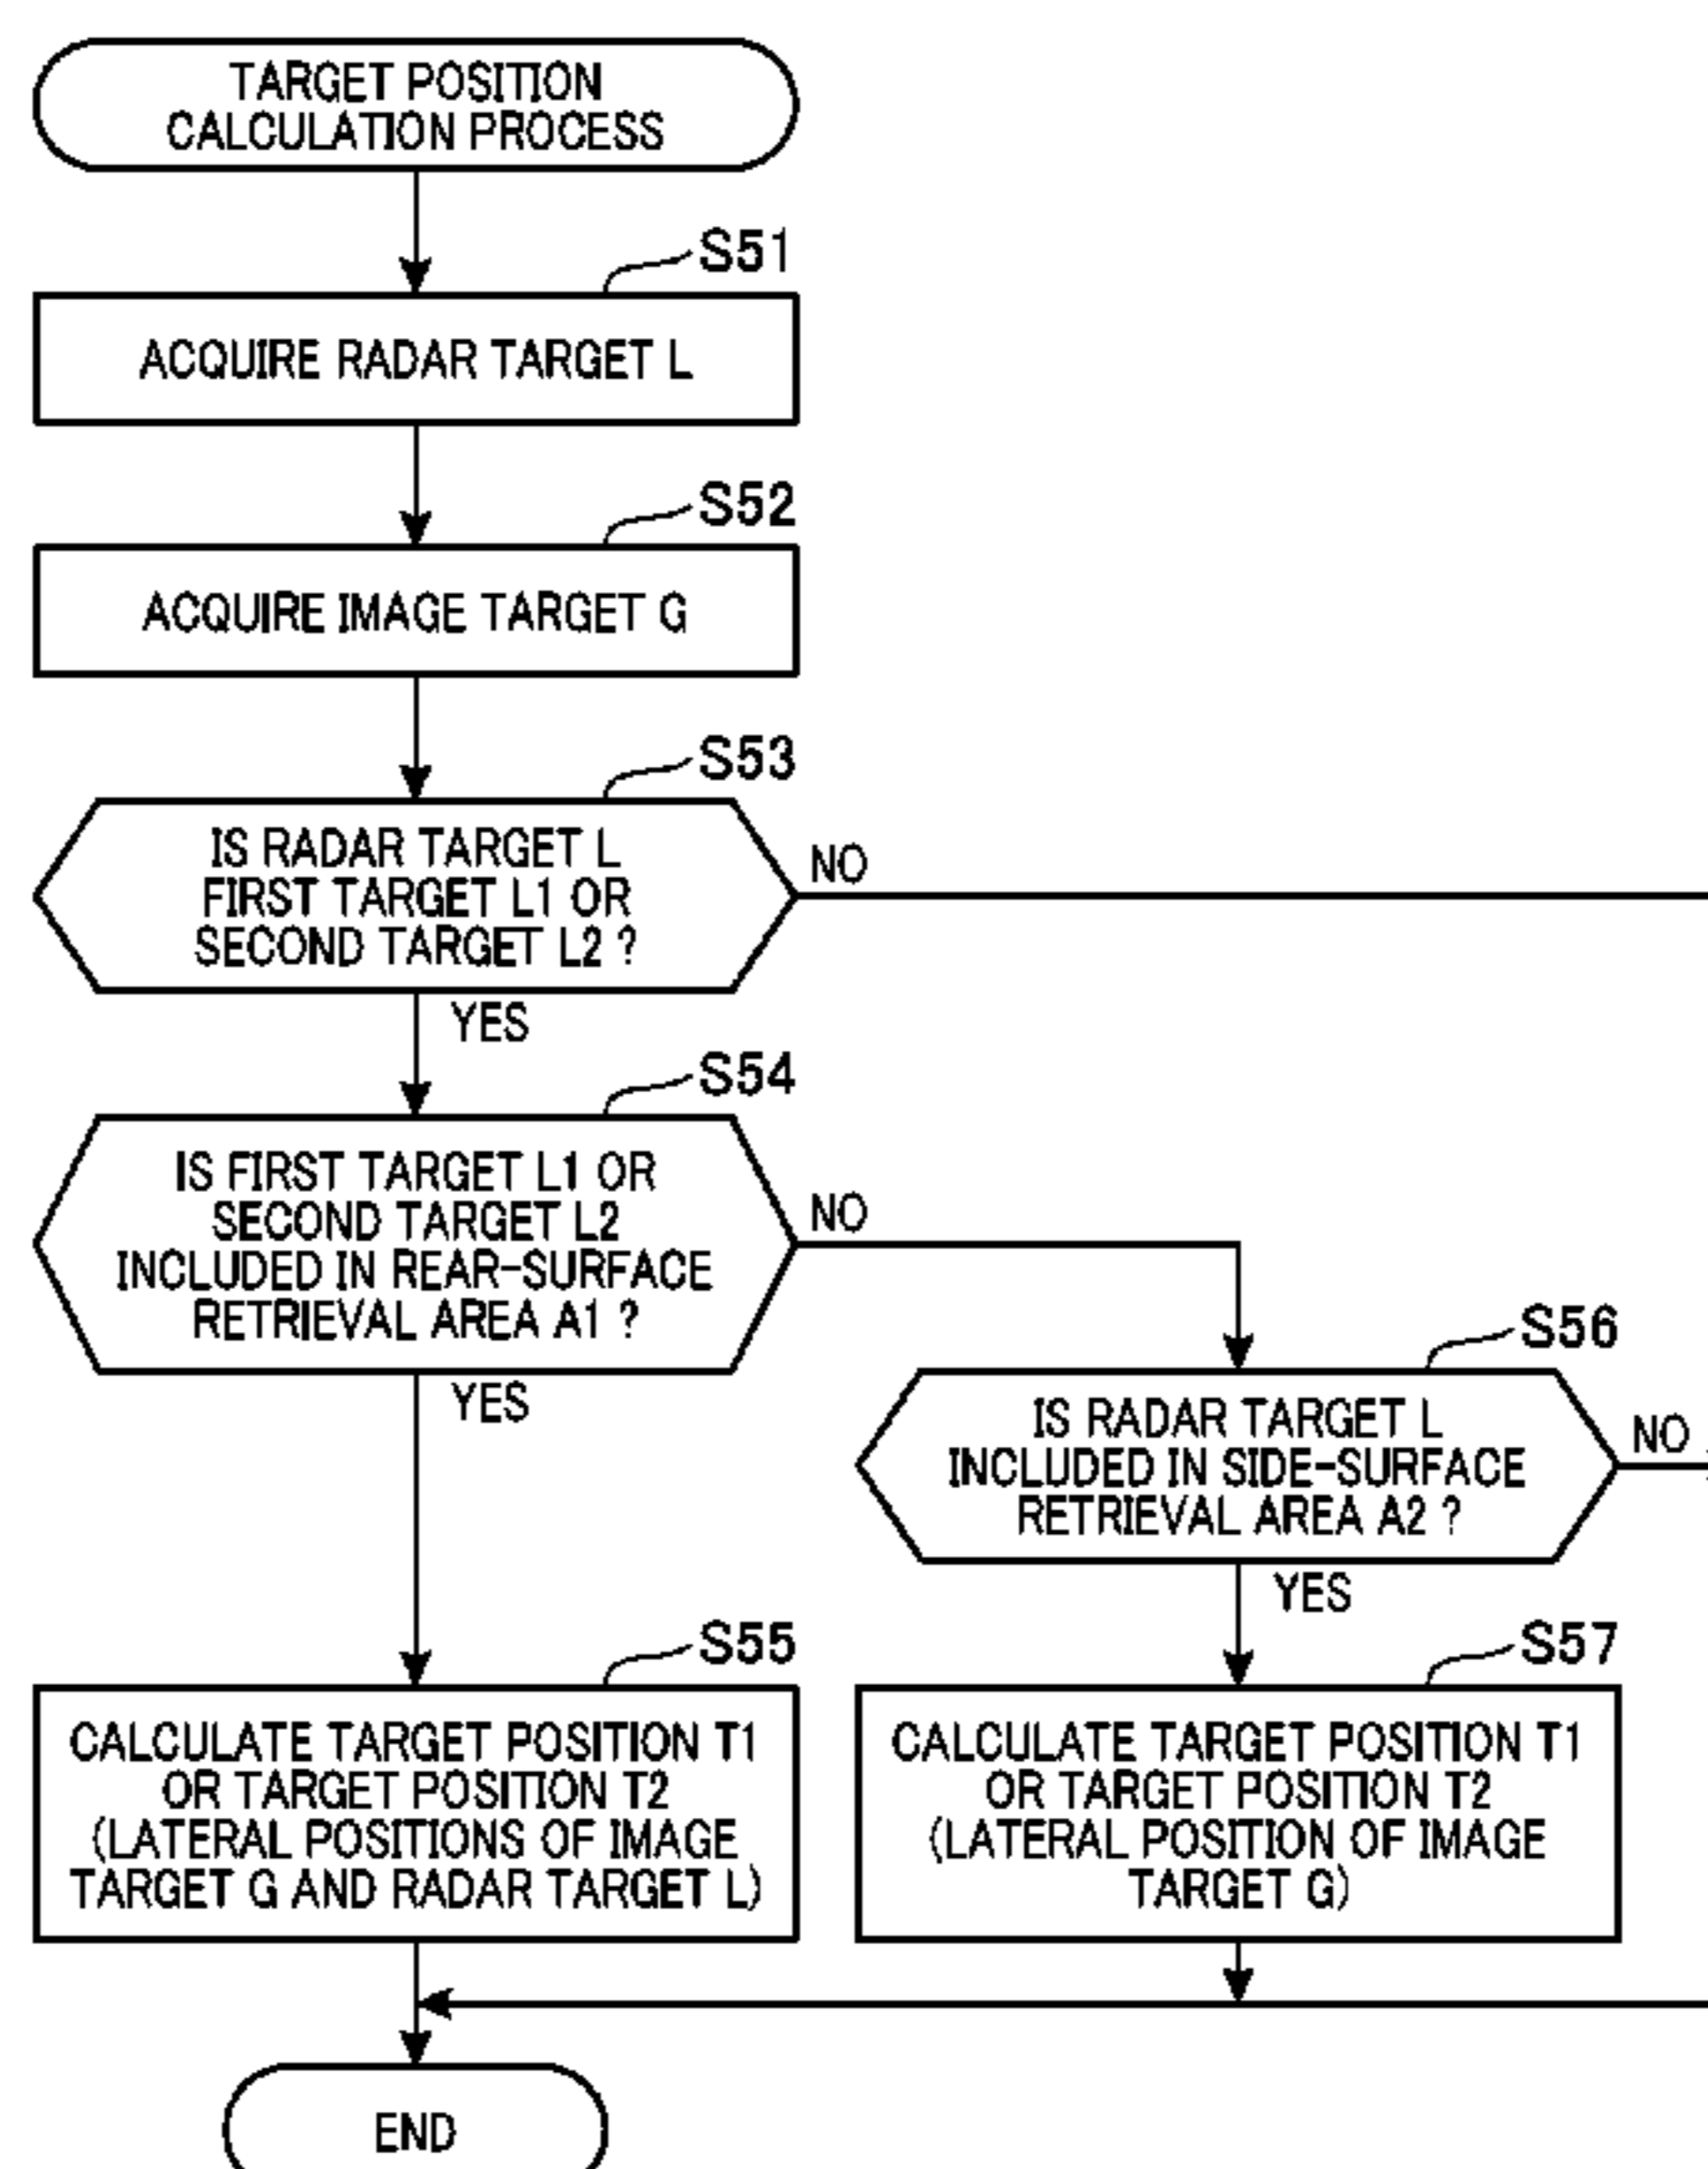 TARGET POSITION
CALCULATION PROCESS
S51
ACQUIRE RADAR TARGET L
S52
ACQUIRE IMAGE TARGET G
S53
IS RADAR TARGET L
FIRST TARGET L1 OR
SECOND TARGET L2 ?
NO
YES
S54
IS FIRST TARGET L1 OR
SECOND TARGET L2
INCLUDED IN REAR-SURFACE
RETRIEVAL AREA A1 ?
NO
YES
S56
IS RADAR TARGET L
INCLUDED IN SIDE-SURFACE
RETRIEVAL AREA A2 ?
NO
YES
S55
CALCULATE TARGET POSITION T1
OR TARGET POSITION T2
(LATERAL POSITIONS OF IMAGE
TARGET G AND RADAR TARGET L)
S57
CALCULATE TARGET POSITION T1
OR TARGET POSITION T2
(LATERAL POSITION OF IMAGE
TARGET G)
END